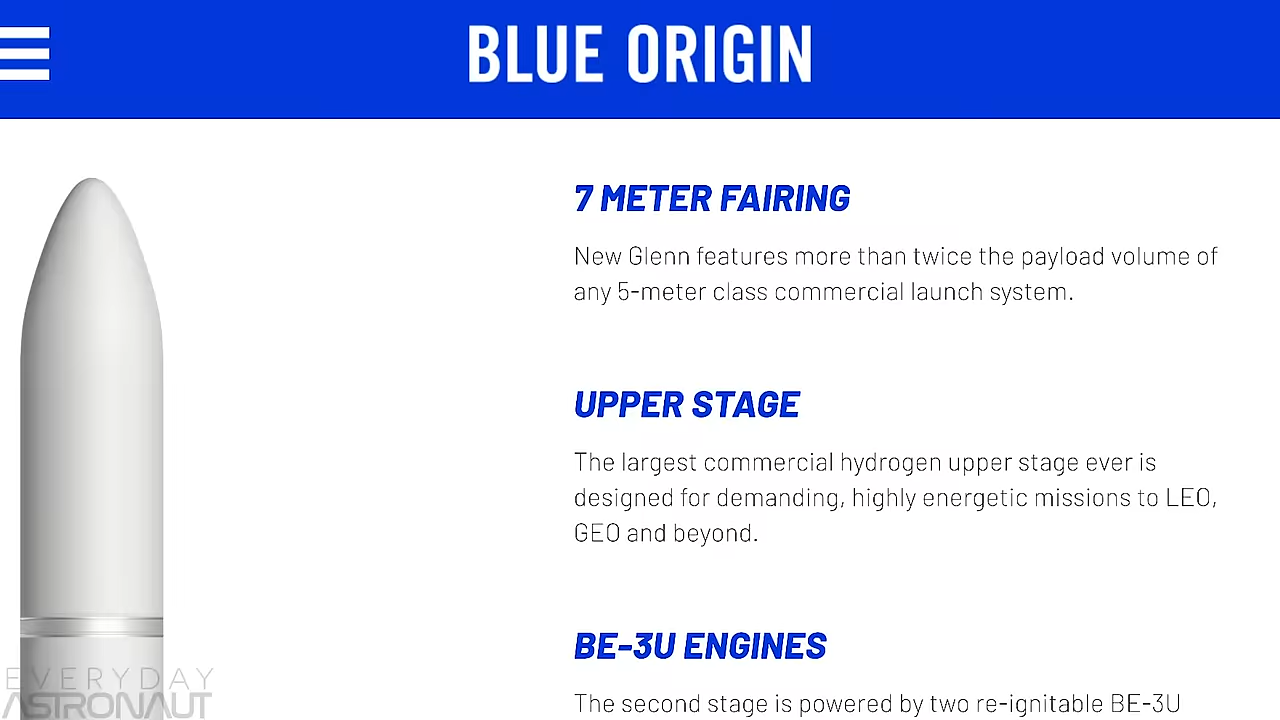 BLUE ORIGIN
7 METER FAIRING
New Glenn features more than twice the payload volume of
any 5-meter class commercial launch system.
UPPER STAGE
The largest commercial hydrogen upper stage ever is
designed for demanding, highly energetic missions to LEO,
GEO and beyond.
BE-3U ENGINES
The second stage is powered by two re-ignitable BE-3U
EVERYDAY
ASTRONAUT